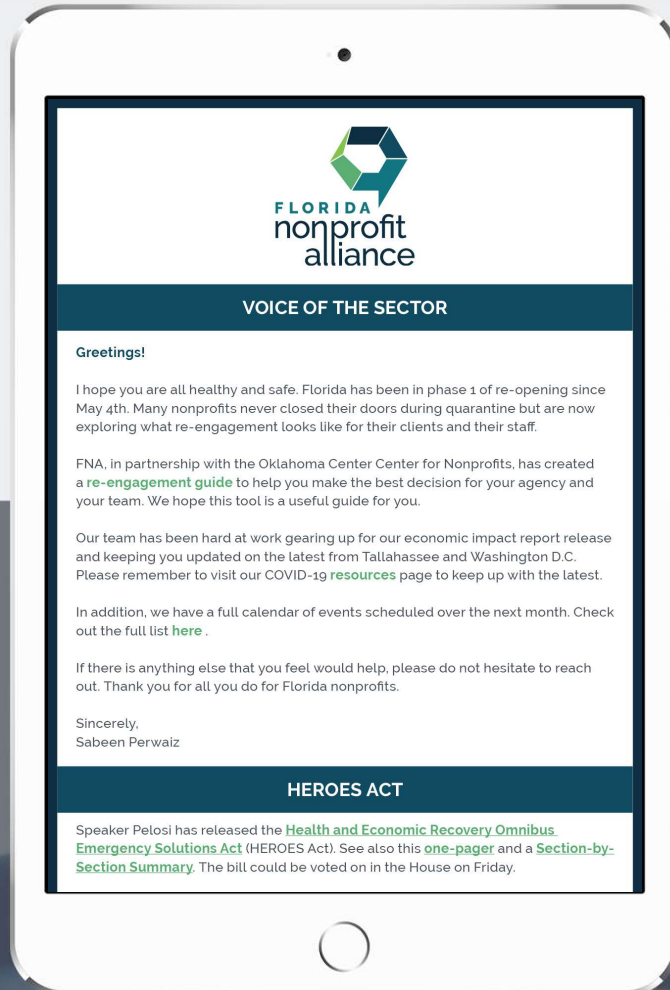 FLORIDA
nonprofit
alliance
VOICE OF THE SECTOR
Greetings!
I hope you are all healthy and safe. Florida has been in phase 1 of re-opening since
May 4th. Many nonprofits never closed their doors during quarantine but are now
exploring what re-engagement looks like for their clients and their staff.
FNA, in partnership with the Oklahoma Center Center for Nonprofits, has created
a re-engagement guide to help you make the best decision for your agency and
your team. We hope this tool is a useful guide for you.
Our team has been hard at work gearing up for our economic impact report release
and keeping you updated on the latest from Tallahassee and Washington D.C.
Please remember to visit our COVID-19 resources page to keep up with the latest.
In addition, we have a full calendar of events scheduled over the next month. Check
out the full list here .
If there is anything else that you feel would help, please do not hesitate to reach
out. Thank you for all you do for Florida nonprofits.
Sincerely,
Sabeen Perwaiz
HEROES ACT
Speaker Pelosi has released the Health and Economic Recovery Omnibus
Emergency Solutions Act (HEROES Act). See also this one-pager and a Section-by-
Section Summary. The bill could be voted on in the House on Friday.